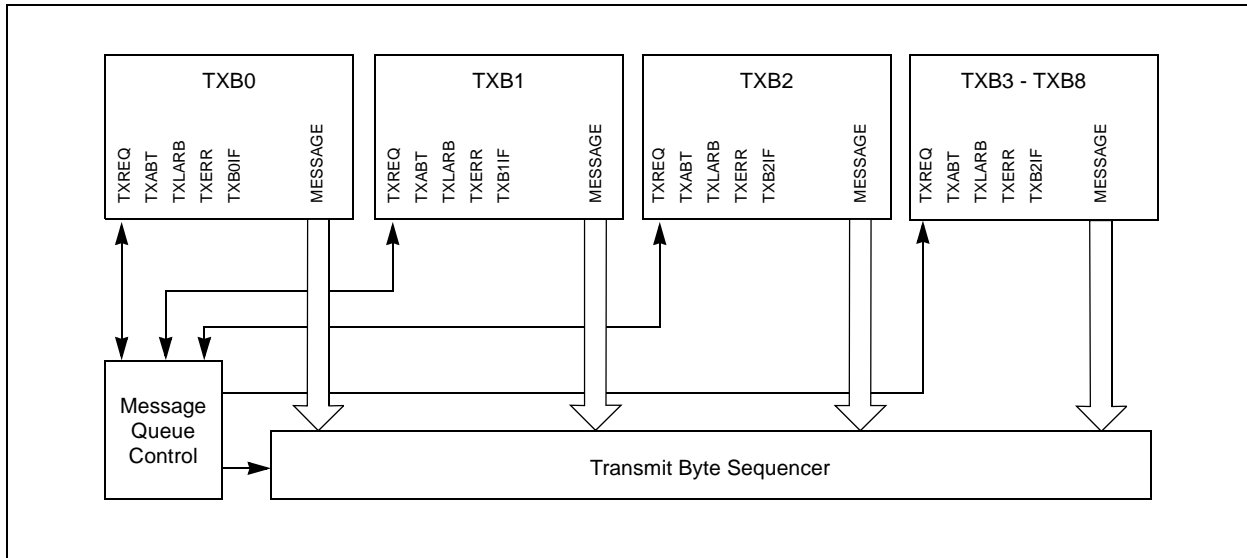 TXB0
TXREQ
TXABT
TXLARB
TXERR
TXB0IF
MESSAGE
TXB1
TXREQ
TXABT
TXLARB
TXERR
TXB1IF
MESSAGE
TXB2
TXREQ
TXABT
TXLARB
TXERR
TXB2IF
MESSAGE
TXB3 - TXB8
TXREQ
TXABT
TXLARB
TXERR
TXB2IF
MESSAGE
Message
Queue
Control
Transmit Byte Sequencer